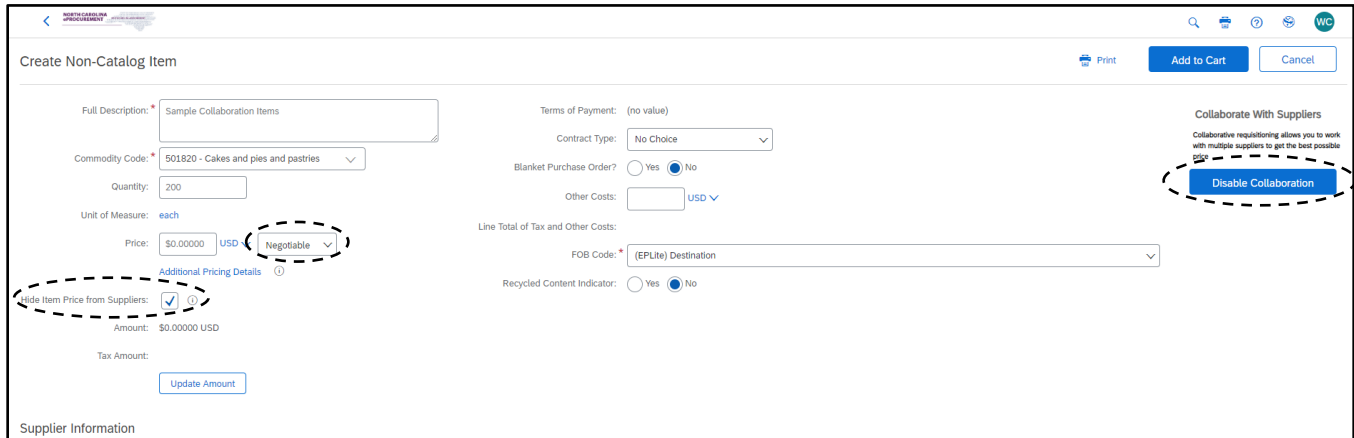 NORTH CAROLINA
ePROCUREMENT
WC
Create Non-Catalog Item
Print
Add to Cart
Cancel
Full Description: * Sample Collaboration Items
Commodity Code: * 501820 - Cakes and pies and pastries
Quantity: 200
Unit of Measure: each
Price: $0.00000 USD Negotiable
Additional Pricing Details
Hide Item Price from Suppliers:
Amount: $0.00000 USD
Tax Amount:
Update Amount
Terms of Payment: (no value)
Contract Type: No Choice
Blanket Purchase Order? Yes No
Other Costs: USD
Line Total of Tax and Other Costs:
FOB Code: * (EPLite) Destination
Recycled Content Indicator: Yes No
Collaborate With Suppliers
Collaborative requisitioning allows you to work
with multiple suppliers to get the best possible
price
Disable Collaboration
Supplier Information